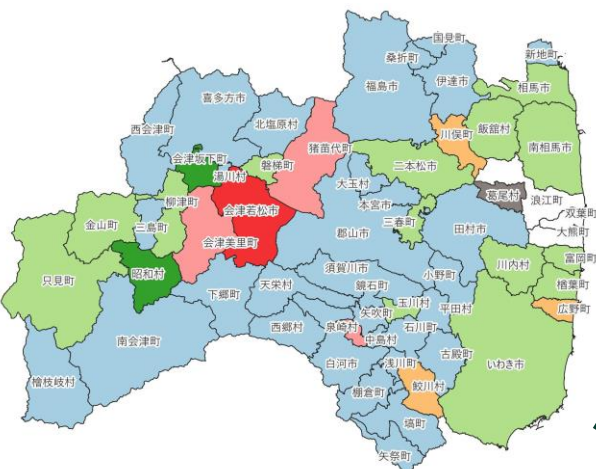 国見町
桑折町
新地町
福島市
伊達市
相馬市
喜多方市
西会津町
北塩原村
猪苗代町
川俣町
飯舘村
南相馬市
会津坂下町
湯川村
磐梯町
二本松市
大玉村
葛尾村
浪江町
柳津町
会津若松市
本宮市
双葉町
金山町
三島町
三春町
大熊町
会津美里町
郡山市
田村市
富岡町
只見町
昭和村
川内村
楢葉町
下郷町
天栄村
須賀川市
小野町
鏡石町
玉川村
平田村
広野町
矢吹町
南会津町
西郷村
泉崎村
石川町
中島村
古殿町
白河市
浅川町
いわき市
檜枝岐村
棚倉町
鮫川村
塙町
矢祭町